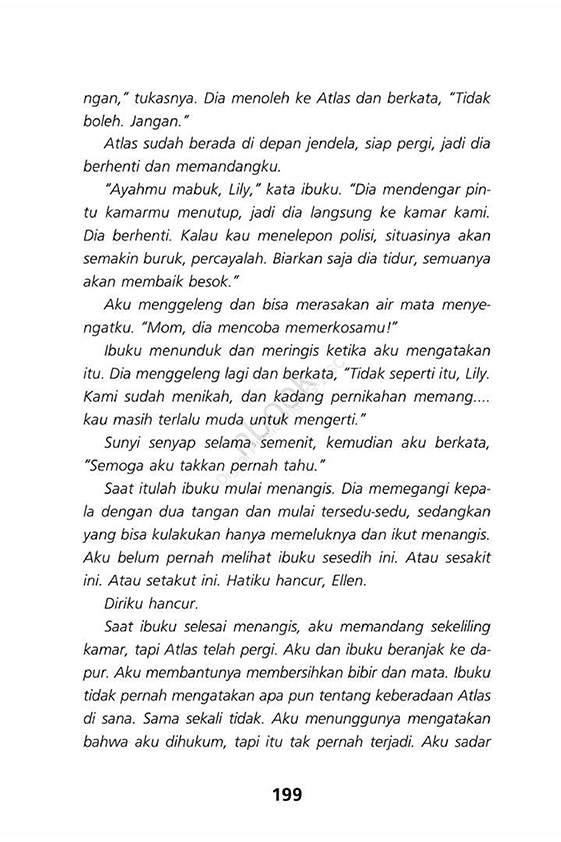 ngan,” tukasnya. Dia menoleh ke Atlas dan berkata, “Tidak
boleh. Jangan.”
Atlas sudah berada di depan jendela, siap pergi, jadi dia
berhenti dan memandangku.
“Ayahmu mabuk, Lily,” kata ibuku. “Dia mendengar pin-
tu kamarmu menutup, jadi dia langsung ke kamar kami.
Dia berhenti. Kalau kau menelepon polisi, situasinya akan
semakin buruk, percayalah. Biarkan saja dia tidur, semuanya
akan membaik besok.”
Aku menggeleng dan bisa merasakan air mata menye-
ngatku. “Mom, dia mencoba memerkosamu!”
Ibuku menunduk dan meringis ketika aku mengatakan
itu. Dia menggeleng lagi dan berkata, “Tidak seperti itu, Lily.
Kami sudah menikah, dan kadang pernikahan memang....
kau masih terlalu muda untuk mengerti.”
Sunyi senyap selama semenit, kemudian aku berkata,
“Semoga aku takkan pernah tahu.”
Saat itulah ibuku mulai menangis. Dia memegangi kepa-
la dengan dua tangan dan mulai tersedu-sedu, sedangkan
yang bisa kulakukan hanya memeluknya dan ikut menangis.
Aku belum pernah melihat ibuku sesedih ini. Atau sesakit
ini. Atau setakut ini. Hatiku hancur, Ellen.
Diriku hancur.
Saat ibuku selesai menangis, aku memandang sekeliling
kamar, tapi Atlas telah pergi. Aku dan ibuku beranjak ke da-
pur. Aku membantunya membersihkan bibir dan mata. Ibuku
tidak pernah mengatakan apa pun tentang keberadaan Atlas
di sana. Sama sekali tidak. Aku menunggunya mengatakan
bahwa aku dihukum, tapi itu tak pernah terjadi. Aku sadar
199